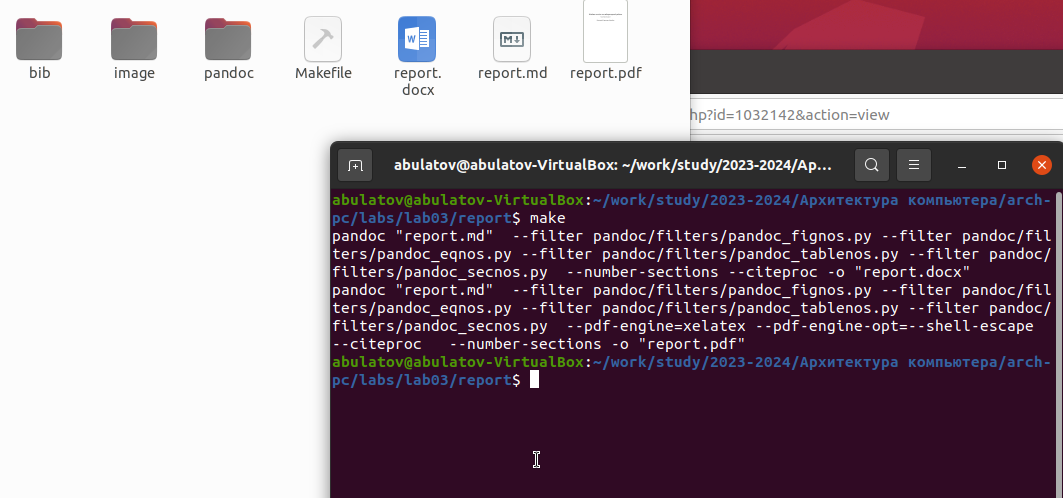 bib
image
pandoc
Makefile
report.
docx
report.md
report.pdf
hp?id=1032142&action=view
abulatov@abulatov-VirtualBox: ~/work/study/2023-2024/Ap...
abulatov@abulatov-VirtualBox:~/work/study/2023-2024/Архитектура компьютера/arch-
pc/labs/lab03/report$ make
pandoc "report.md"  --filter pandoc/filters/pandoc_fignos.py --filter pandoc/fil
ters/pandoc_eqnos.py --filter pandoc/filters/pandoc_tablenos.py --filter pandoc/
filters/pandoc_secnos.py  --number-sections --citeproc -o "report.docx"
pandoc "report.md"  --filter pandoc/filters/pandoc_fignos.py --filter pandoc/fil
ters/pandoc_eqnos.py --filter pandoc/filters/pandoc_tablenos.py --filter pandoc/
filters/pandoc_secnos.py  --pdf-engine=xelatex --pdf-engine-opt=--shell-escape
--citeproc   --number-sections -o "report.pdf"
abulatov@abulatov-VirtualBox:~/work/study/2023-2024/Архитектура компьютера/arch-
pc/labs/lab03/report$